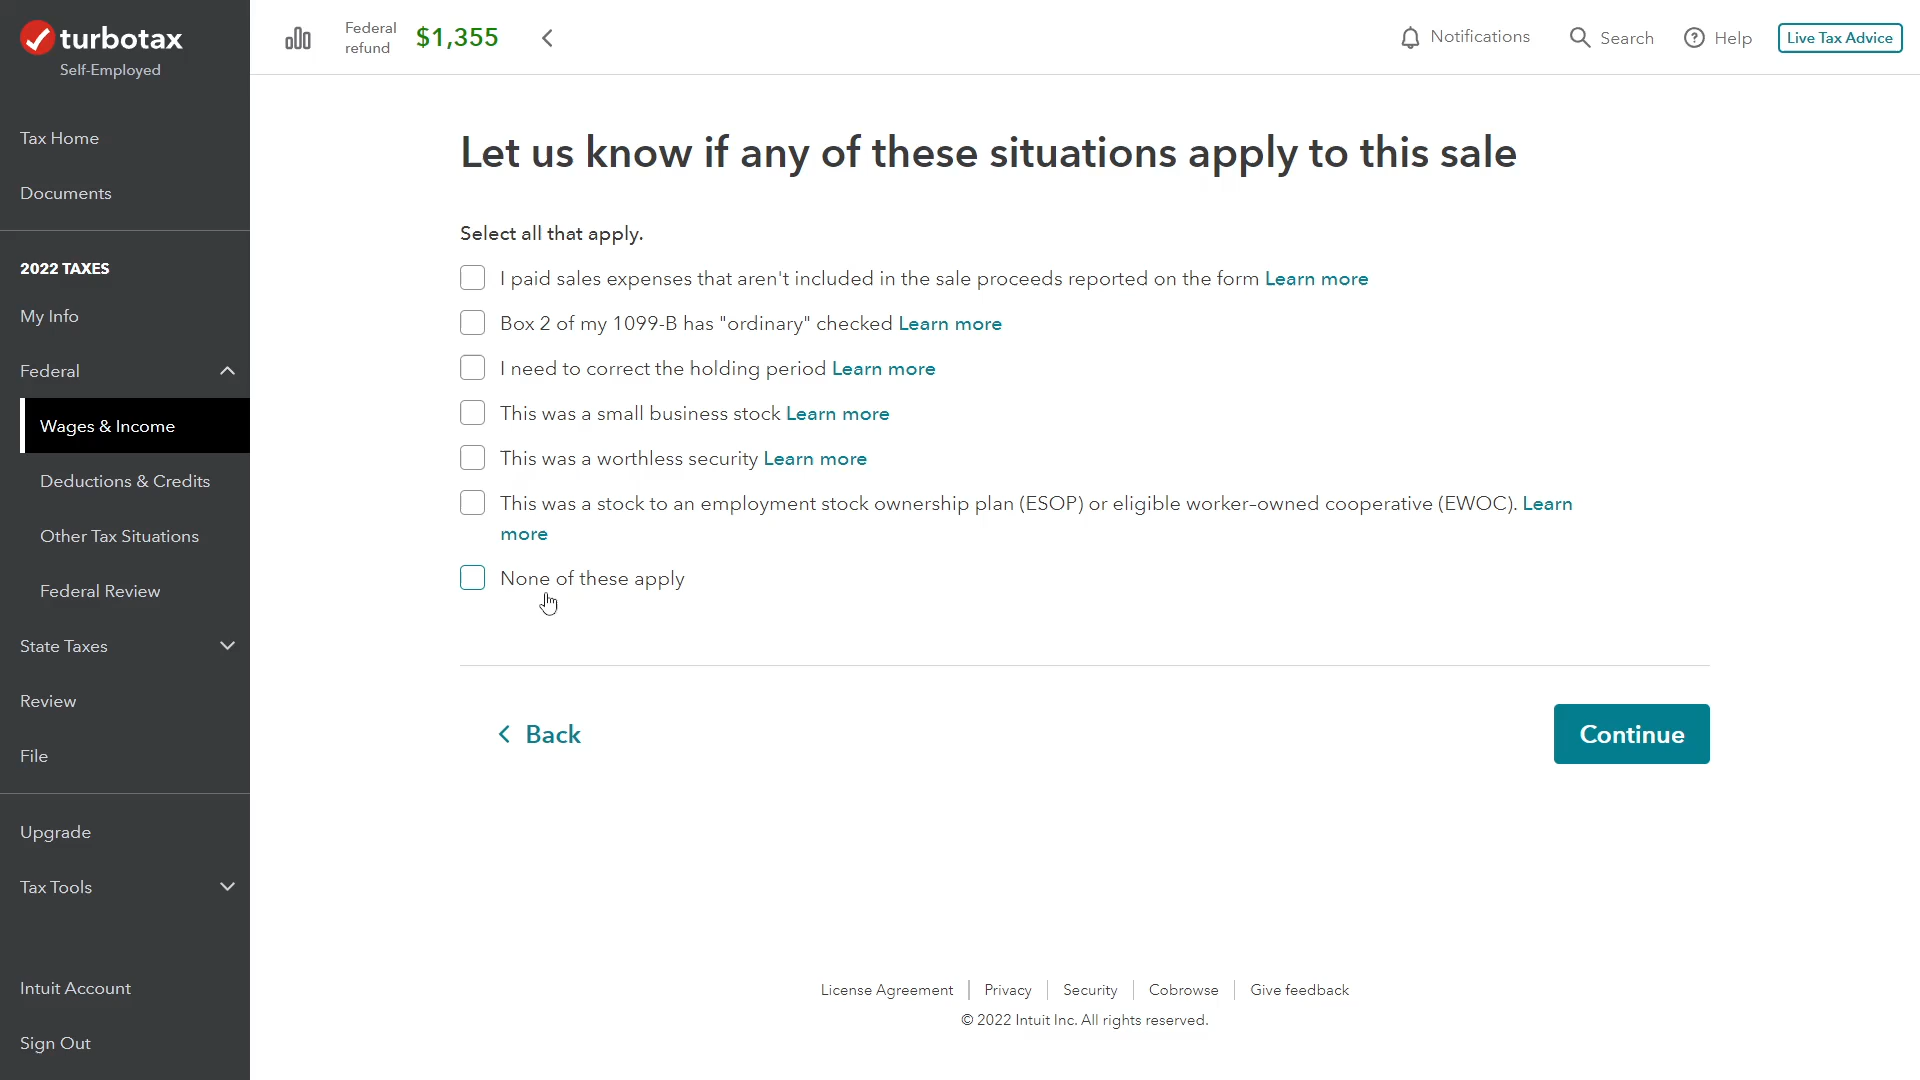 turbotax
Self-Employed
Tax Home
Documents
2022 TAXES
My Info
Federal
Wages & Income
Deductions & Credits
Other Tax Situations
Federal Review
State Taxes
Review
File
Upgrade
Tax Tools
Intuit Account
Sign Out
Federal
refund
$1,355
Notifications
Search
Help
Live Tax Advice
Let us know if any of these situations apply to this sale
Select all that apply.
I paid sales expenses that aren't included in the sale proceeds reported on the form Learn more
Box 2 of my 1099-B has "ordinary" checked Learn more
I need to correct the holding period Learn more
This was a small business stock Learn more
This was a worthless security Learn more
This was a stock to an employment stock ownership plan (ESOP) or eligible worker-owned cooperative (EWOC). Learn
more
None of these apply
Back
Continue
License Agreement Privacy Security Cobrowse Give feedback
© 2022 Intuit Inc. All rights reserved.